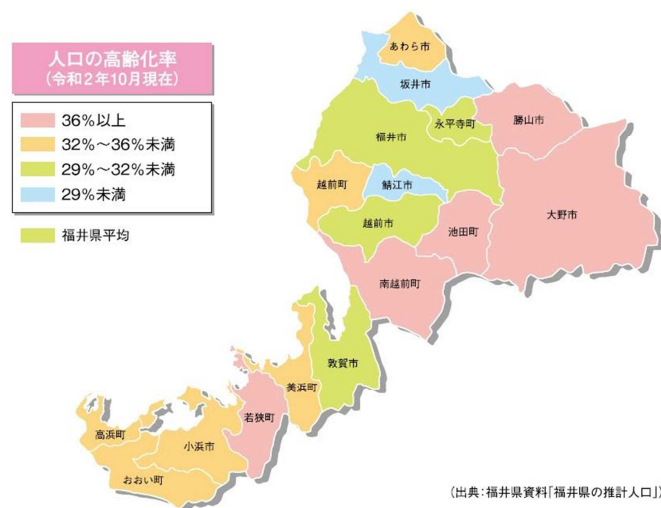 人口の高齢化率
(令和2年10月現在)
36%以上
32%〜36%未満
29%〜32%未満
29%未満
福井県平均
あわら市
坂井市
永平寺町
勝山市
福井市
越前町
鯖江市
大野市
越前市
池田町
南越前町
敦賀市
美浜町
若狭町
高浜町
小浜市
おおい町
(出典:福井県資料「福井県の推計人口」)